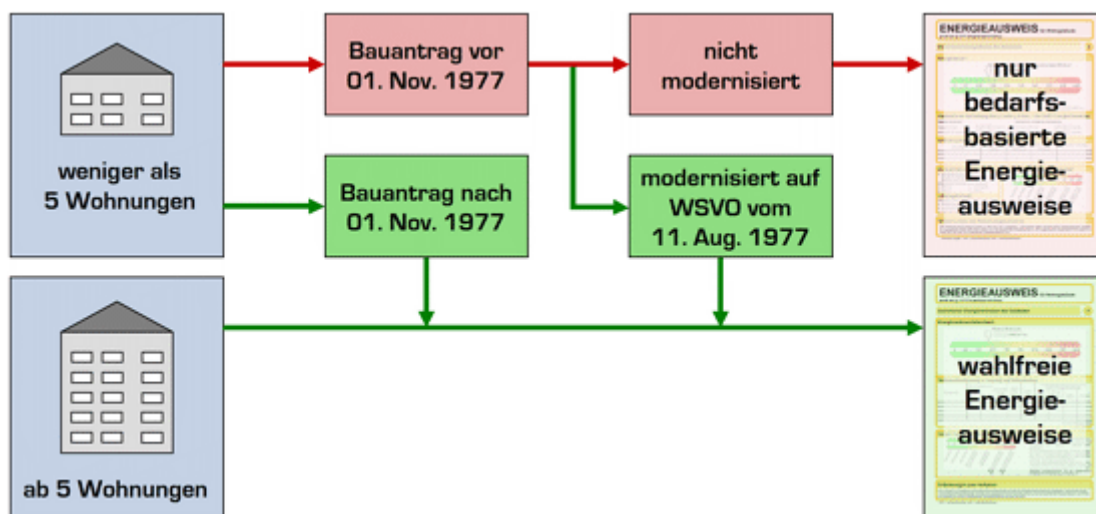 weniger als
5 Wohnungen
Bauantrag vor
01. Nov. 1977
nicht
modernisiert
ENERGIEAUSWEIS
nur
bedarfs-
basierte
Energie-
ausweise
Bauantrag nach
01. Nov. 1977
modernisiert auf
WSVO vom
11. Aug. 1977
ab 5 Wohnungen
ENERGIEAUSWEIS
wahlfreie
Energie-
ausweise